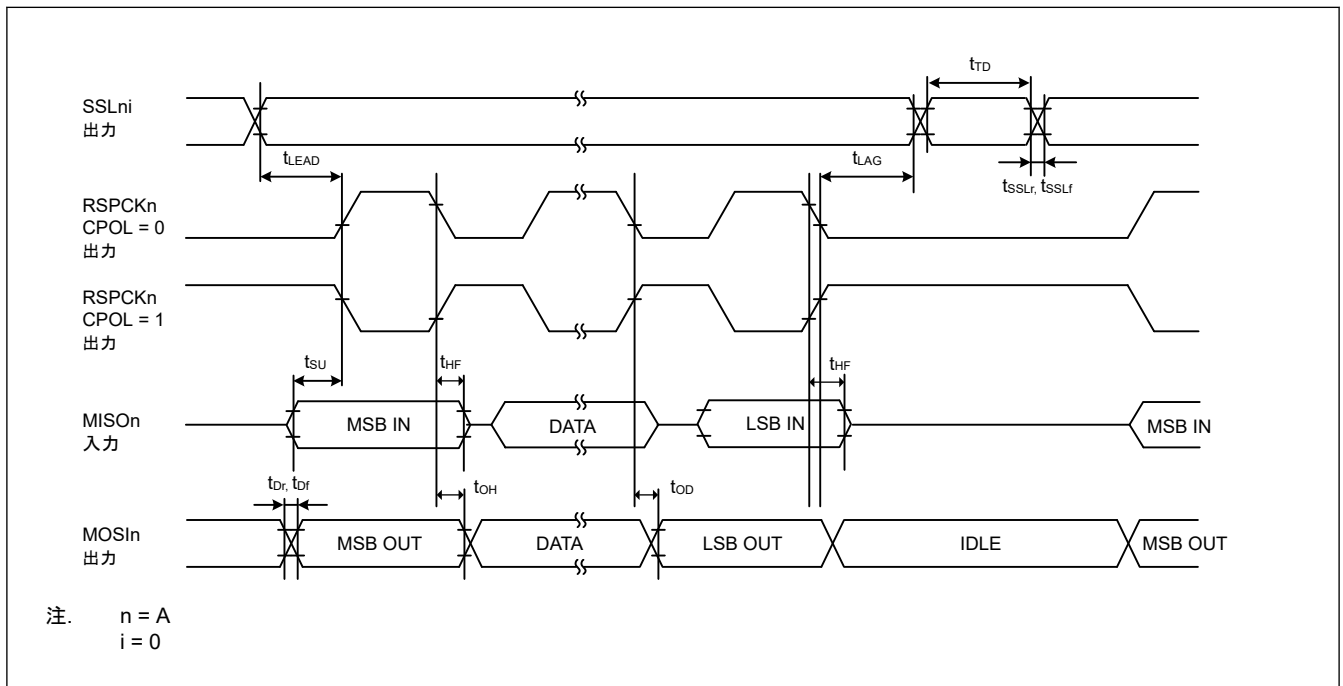 tTD
SSLni
出力
tLEAD
tLAG
tSSLr, tSSLf
RSPCKn
CPOL = 0
出力
RSPCKn
CPOL = 1
出力
tSU
tHF
tHF
MISOn
入力
MSB IN
DATA
LSB IN
MSB IN
tDr, tDf
tOH
tOD
MOSIn
出力
MSB OUT
DATA
LSB OUT
IDLE
MSB OUT
注. n = A
i = 0